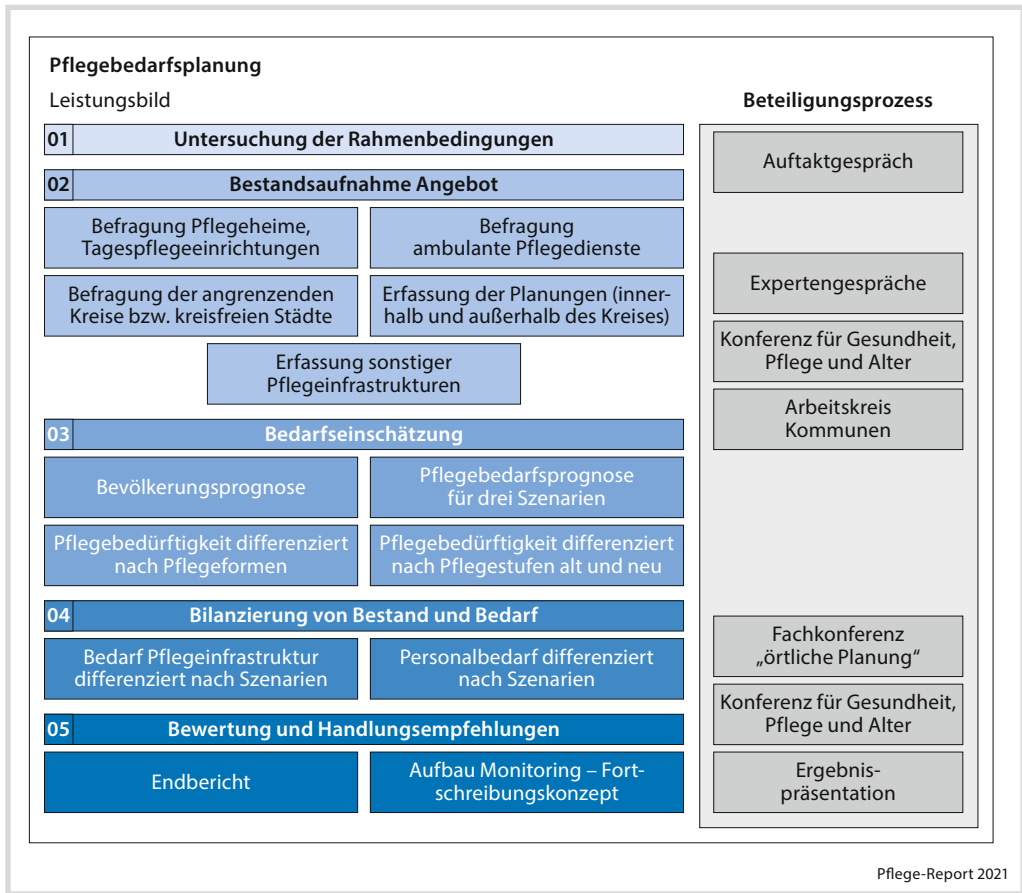 Pflegebedarfsplanung
Leistungsbild
01 Untersuchung der Rahmenbedingungen
02 Bestandsaufnahme Angebot
Befragung Pflegeheime,
Tagespflegeeinrichtungen
Befragung
ambulante Pflegedienste
Befragung der angrenzenden
Kreise bzw. kreisfreien Städte
Erfassung der Planungen (inner-
halb und außerhalb des Kreises)
Erfassung sonstiger
Pflegeinfrastrukturen
03 Bedarfseinschätzung
Bevölkerungsprognose
Pflegebedarfsprognose
für drei Szenarien
Pflegebedürftigkeit differenziert
nach Pflegeformen
Pflegebedürftigkeit differenziert
nach Pflegestufen alt und neu
04 Bilanzierung von Bestand und Bedarf
Bedarf Pflegeinfrastruktur
differenziert nach Szenarien
Personalbedarf differenziert
nach Szenarien
05 Bewertung und Handlungsempfehlungen
Endbericht
Aufbau Monitoring – Fort-
schreibungskonzept
Beteiligungsprozess
Auftaktgespräch
Expertengespräche
Konferenz für Gesundheit,
Pflege und Alter
Arbeitskreis
Kommunen
Fachkonferenz
„örtliche Planung“
Konferenz für Gesundheit,
Pflege und Alter
Ergebnis-
präsentation
Pflege-Report 2021